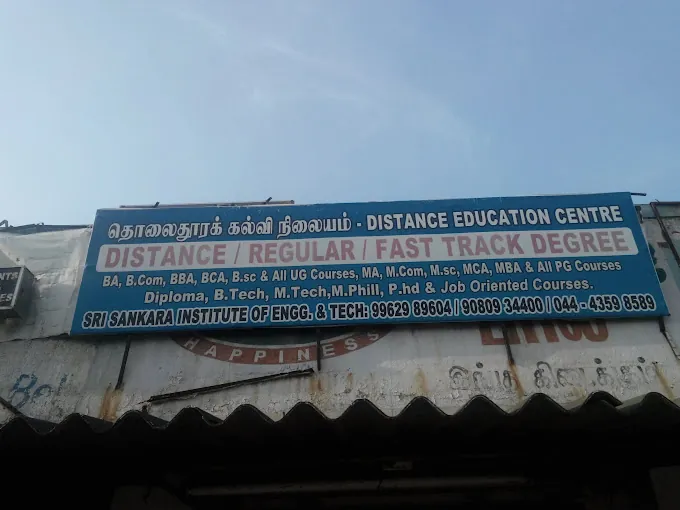 தொலைதூரக் கல்வி நிலையம் - DISTANCE EDUCATION CENTRE
DISTANCE / REGULAR / FAST TRACK DEGREE
BA, B.Com, BBA, BCA, B.sc & All UG Courses, MA, M.Com, M.sc, MCA, MBA & All PG Courses
Diploma, B.Tech, M.Tech,M.Phill, P.hd & Job Oriented Courses.
SRI SANKARA INSTITUTE OF ENGG. & TECH: 99629 89604 / 90809 34400 / 044 - 4359 8589
HAPPINESS
இங்கு கிடைக்கும்